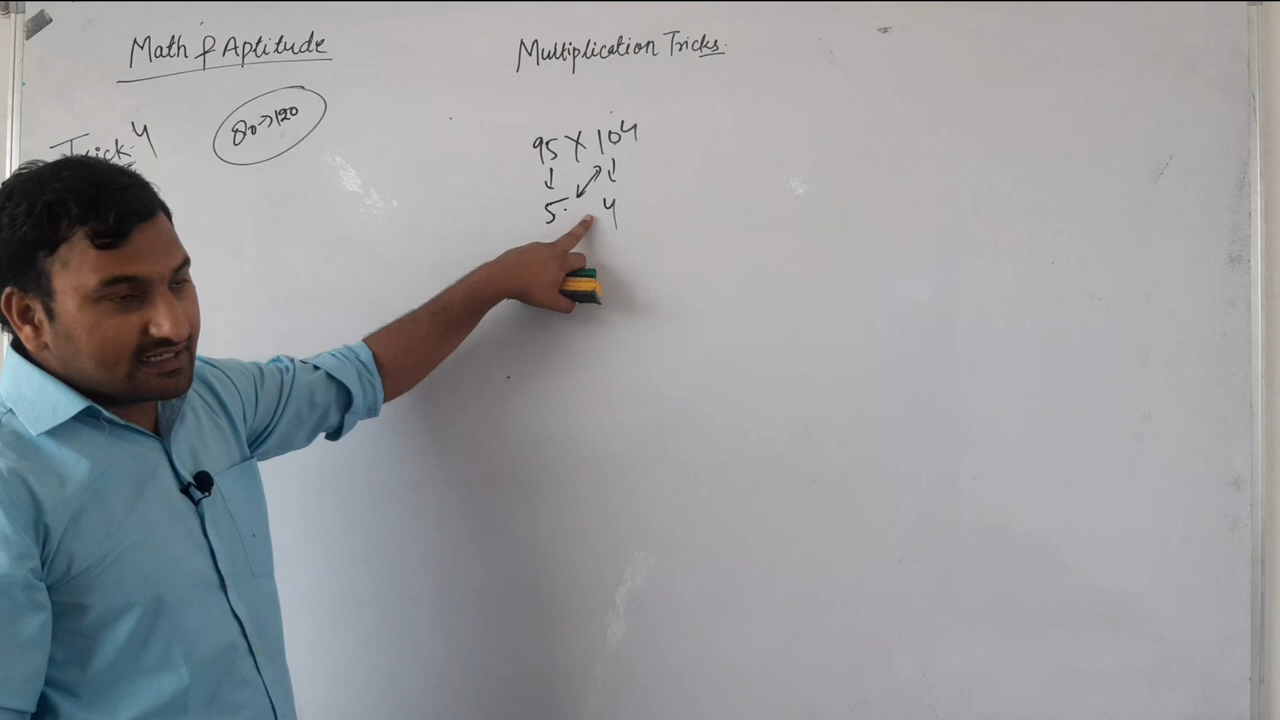 Math & Aptitude
Multiplication Tricks.
80→120
Trick-4
95 X 104
↓ ↓
5. 4